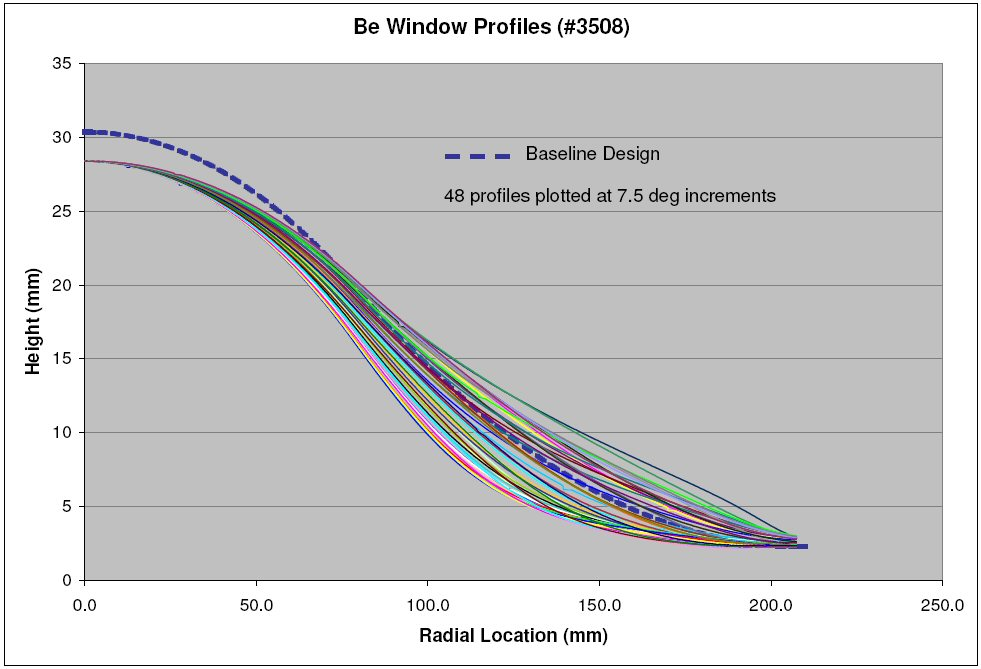 Be Window Profiles (#3508)
35
30
25
20
15
10
5
0
Height (mm)
Baseline Design
48 profiles plotted at 7.5 deg increments
0.0 50.0 100.0 150.0 200.0 250.0
Radial Location (mm)